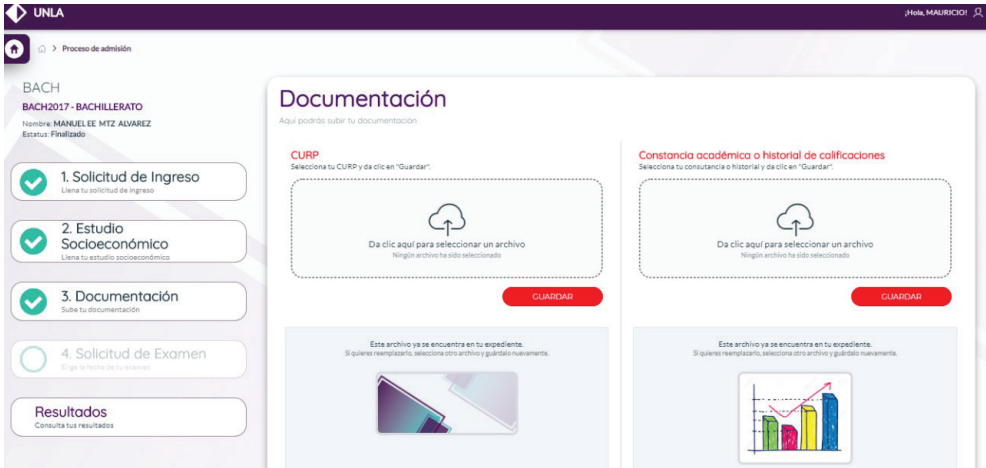 UNLA
¡Hola, MAURICIO!
> Proceso de admisión
BACH
BACH2017 - BACHILLERATO
Nombre: MANUEL EE MTZ ALVAREZ
Estatus: Finalizado
1. Solicitud de Ingreso
Llena tu solicitud de ingreso
2. Estudio
Socioeconómico
Llena tu estudio socioeconómico
3. Documentación
Sube tu documentación
4. Solicitud de Examen
Elige la fecha de tu examen
Resultados
Consulta tus resultados
Documentación
Aquí podrás subir tu documentación
CURP
Selecciona tu CURP y da clic en "Guardar".
Da clic aquí para seleccionar un archivo
Ningún archivo ha sido seleccionado
GUARDAR
Este archivo ya se encuentra en tu expediente.
Si quieres reemplazarlo, selecciona otro archivo y guárdalo nuevamente.
Constancia académica o historial de calificaciones
Selecciona tu consutancia o historial y da clic en "Guardar".
Da clic aquí para seleccionar un archivo
Ningún archivo ha sido seleccionado
GUARDAR
Este archivo ya se encuentra en tu expediente.
Si quieres reemplazarlo, selecciona otro archivo y guárdalo nuevamente.